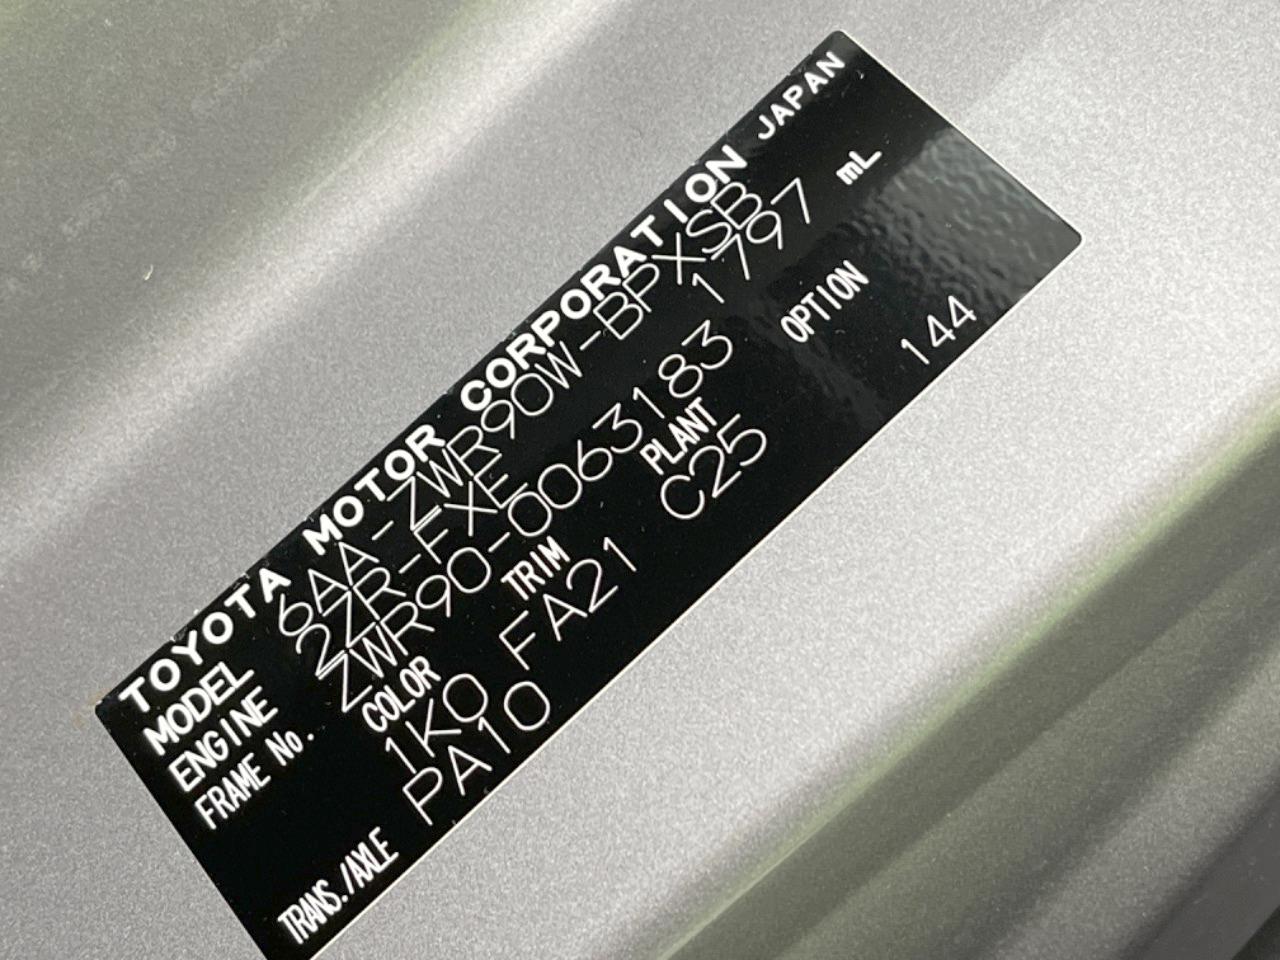 TOYOTA MOTOR CORPORATION JAPAN
MODEL 6AA-ZWR90W-BPXSB
ENGINE 2ZR-FXE 1797 mL
FRAME No. ZWR90-0063183
COLOR TRIM PLANT OPTION
1K0 FA21 C25 144
TRANS./AXLE PA10